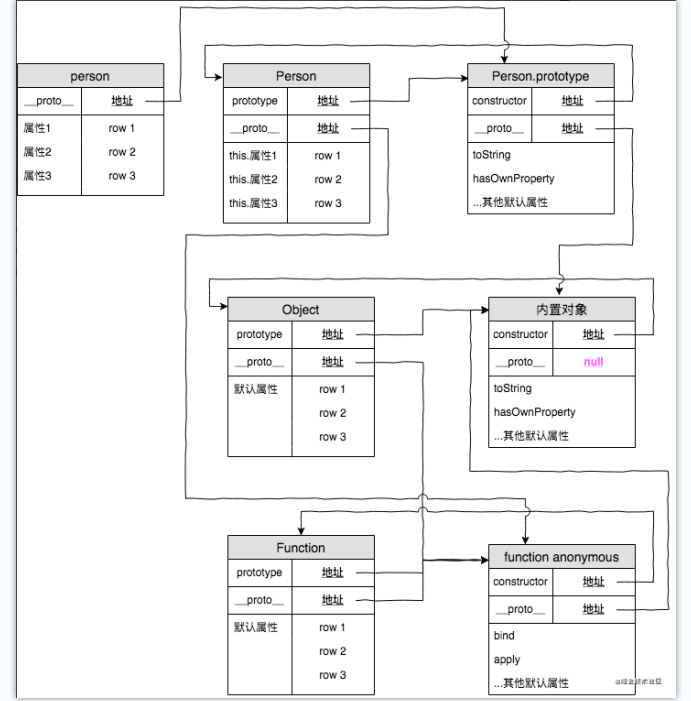 person
__proto__ 地址
属性1 row 1
属性2 row 2
属性3 row 3
Person
prototype 地址
__proto__ 地址
this.属性1 row 1
this.属性2 row 2
this.属性3 row 3
Person.prototype
constructor 地址
__proto__ 地址
toString
hasOwnProperty
...其他默认属性
Object
prototype 地址
__proto__ 地址
默认属性 row 1
row 2
row 3
内置对象
constructor 地址
__proto__ null
toString
hasOwnProperty
...其他默认属性
Function
prototype 地址
__proto__ 地址
默认属性 row 1
row 2
row 3
function anonymous
constructor 地址
__proto__ 地址
bind
apply
...其他默认属性
@掘金技术社区